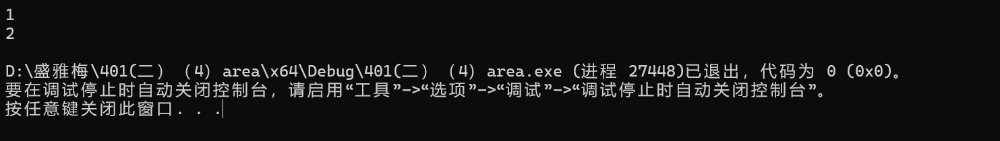 1
2
D:\盛雅梅\401(二）（4）area\x64\Debug\401(二）（4）area.exe (进程 27448)已退出，代码为 0 (0x0)。
要在调试停止时自动关闭控制台，请启用“工具”->“选项”->“调试”->“调试停止时自动关闭控制台”。
按任意键关闭此窗口. . .